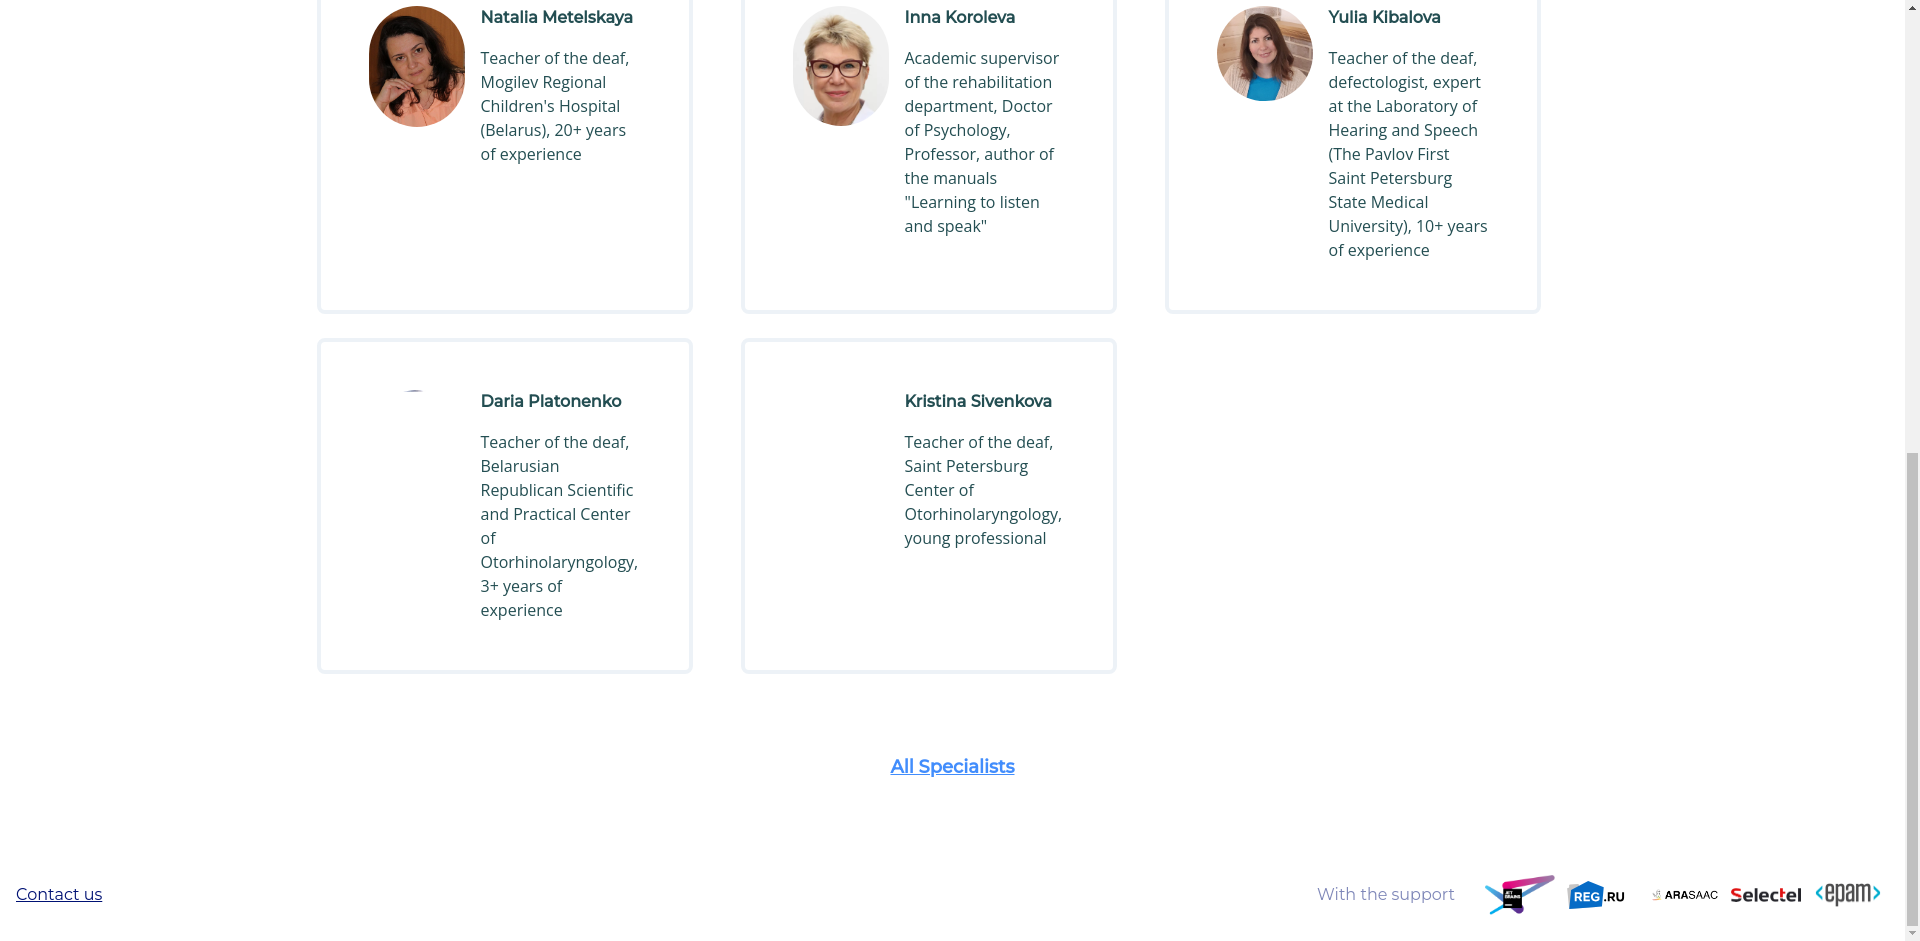 Natalia Metelskaya
Teacher of the deaf,
Mogilev Regional
Children's Hospital
(Belarus), 20+ years
of experience
Inna Koroleva
Academic supervisor
of the rehabilitation
department, Doctor
of Psychology,
Professor, author of
the manuals
"Learning to listen
and speak"
Yulia Kibalova
Teacher of the deaf,
defectologist, expert
at the Laboratory of
Hearing and Speech
(The Pavlov First
Saint Petersburg
State Medical
University), 10+ years
of experience
Daria Platonenko
Teacher of the deaf,
Belarusian
Republican Scientific
and Practical Center
of
Otorhinolaryngology,
3+ years of
experience
Kristina Sivenkova
Teacher of the deaf,
Saint Petersburg
Center of
Otorhinolaryngology,
young professional
All Specialists
Contact us
With the support
JET
BRAINS
REG.RU
ARASAAC
Selectel
<epam>